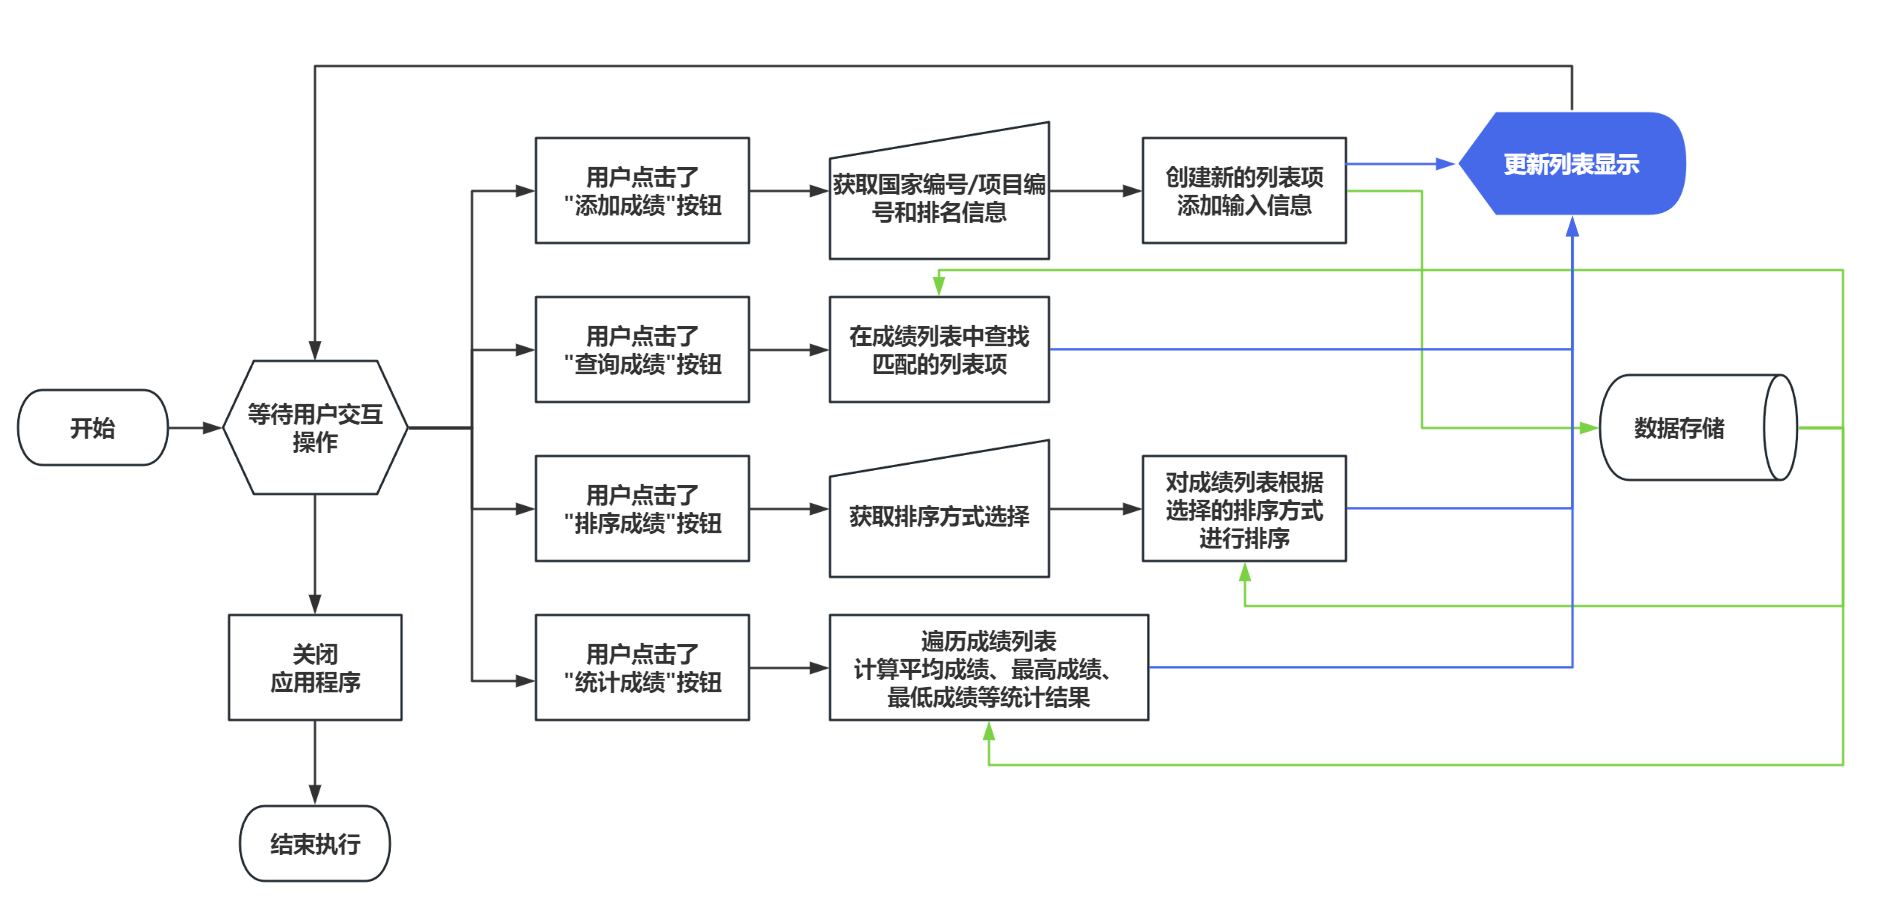 开始
等待用户交互
操作
关闭
应用程序
结束执行
用户点击了
"添加成绩"按钮
获取国家编号/项目编
号和排名信息
创建新的列表项
添加输入信息
更新列表显示
用户点击了
"查询成绩"按钮
在成绩列表中查找
匹配的列表项
数据存储
用户点击了
"排序成绩"按钮
获取排序方式选择
对成绩列表根据
选择的排序方式
进行排序
用户点击了
"统计成绩"按钮
遍历成绩列表
计算平均成绩、最高成绩、
最低成绩等统计结果